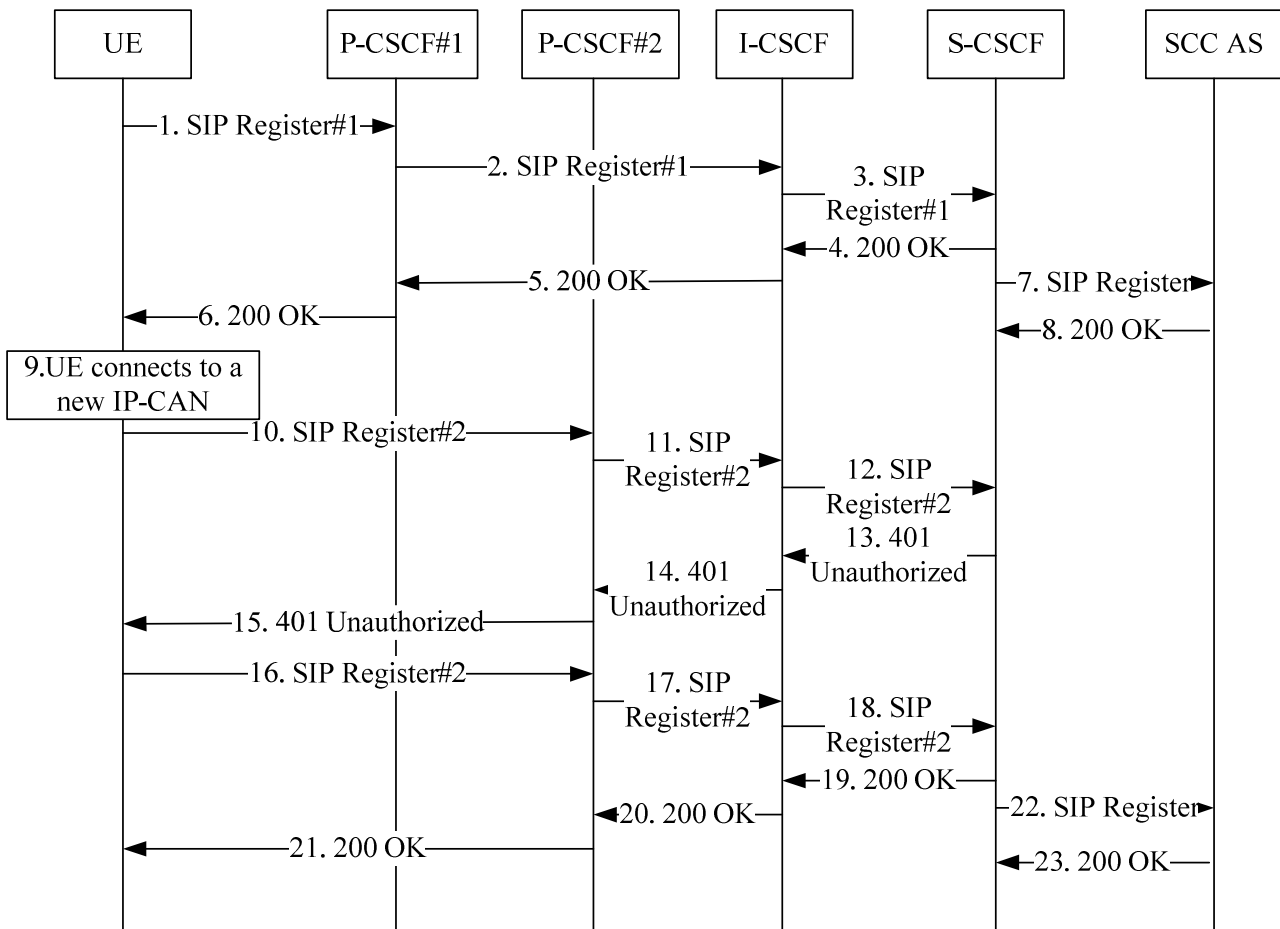 UE
P-CSCF#1
P-CSCF#2
I-CSCF
S-CSCF
SCC AS
1. SIP Register#1
2. SIP Register#1
3. SIP
Register#1
4. 200 OK
5. 200 OK
7. SIP Register
6. 200 OK
8. 200 OK
9.UE connects to a
new IP-CAN
10. SIP Register#2
11. SIP
Register#2
12. SIP
Register#2
13. 401
Unauthorized
14. 401
Unauthorized
15. 401 Unauthorized
16. SIP Register#2
17. SIP
Register#2
18. SIP
Register#2
19. 200 OK
20. 200 OK
22. SIP Register
21. 200 OK
23. 200 OK